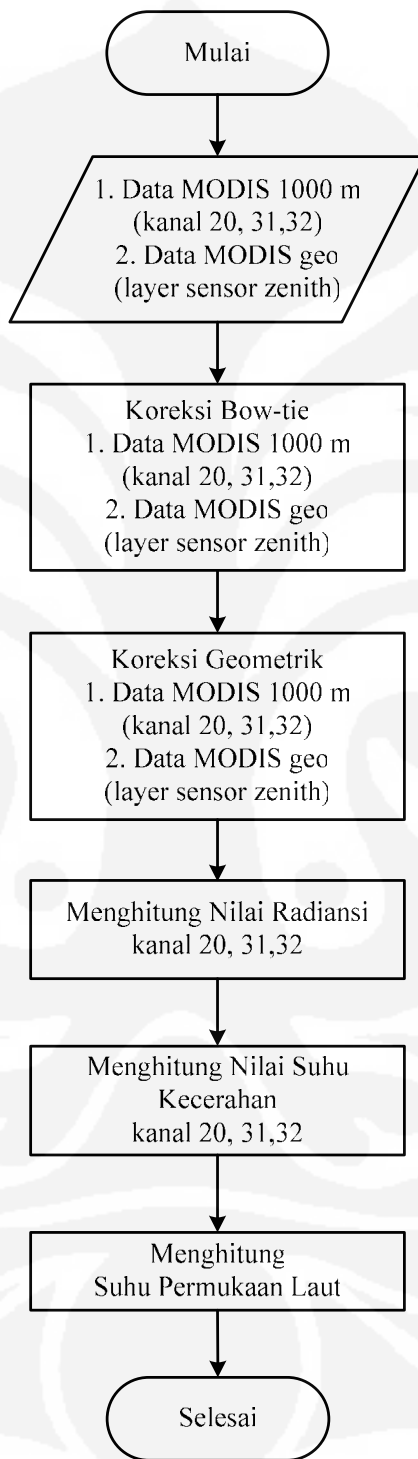 Mulai
1. Data MODIS 1000 m
(kanal 20, 31,32)
2. Data MODIS geo
(layer sensor zenith)
Koreksi Bow-tie
1. Data MODIS 1000 m
(kanal 20, 31,32)
2. Data MODIS geo
(layer sensor zenith)
Koreksi Geometrik
1. Data MODIS 1000 m
(kanal 20, 31,32)
2. Data MODIS geo
(layer sensor zenith)
Menghitung Nilai Radiansi
kanal 20, 31,32
Menghitung Nilai Suhu
Kecerahan
kanal 20, 31,32
Menghitung
Suhu Permukaan Laut
Selesai